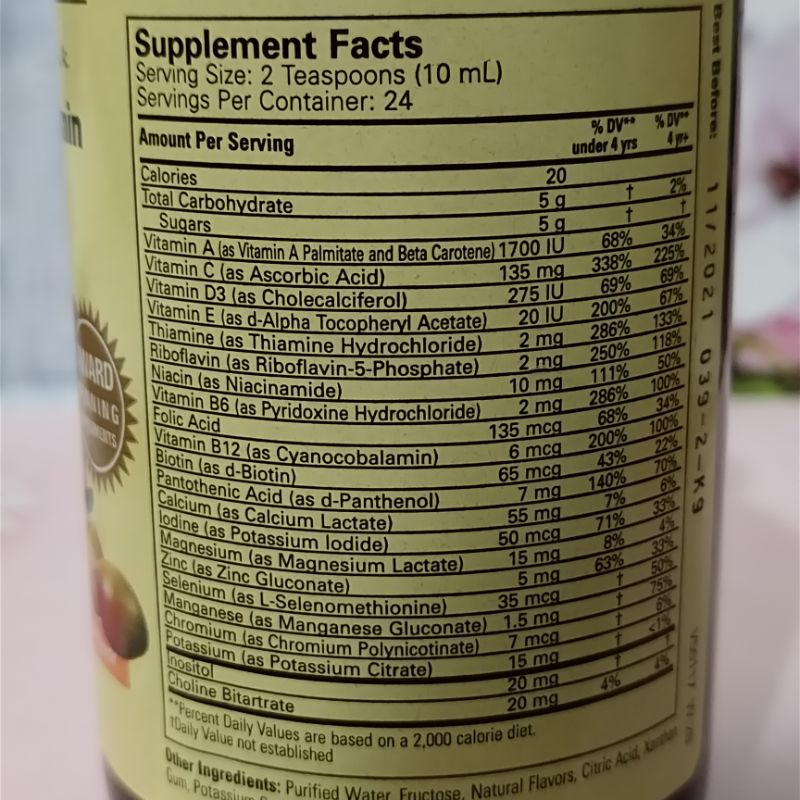 Supplement Facts
Serving Size: 2 Teaspoons (10 mL)
Servings Per Container: 24
Amount Per Serving % DV** under 4 yrs % DV** 4 yr+
Calories 20
Total Carbohydrate 5 g † 2%
Sugars 5 g † †
Vitamin A (as Vitamin A Palmitate and Beta Carotene) 1700 IU 68% 34%
Vitamin C (as Ascorbic Acid) 135 mg 338% 225%
Vitamin D3 (as Cholecalciferol) 275 IU 69% 69%
Vitamin E (as d-Alpha Tocopheryl Acetate) 20 IU 200% 67%
Thiamine (as Thiamine Hydrochloride) 2 mg 286% 133%
Riboflavin (as Riboflavin-5-Phosphate) 2 mg 250% 118%
Niacin (as Niacinamide) 10 mg 111% 50%
Vitamin B6 (as Pyridoxine Hydrochloride) 2 mg 286% 100%
Folic Acid 135 mcg 68% 34%
Vitamin B12 (as Cyanocobalamin) 6 mcg 200% 100%
Biotin (as d-Biotin) 65 mcg 43% 22%
Pantothenic Acid (as d-Panthenol) 7 mg 140% 70%
Calcium (as Calcium Lactate) 55 mg 7% 6%
Iodine (as Potassium Iodide) 50 mcg 71% 33%
Magnesium (as Magnesium Lactate) 15 mg 8% 4%
Zinc (as Zinc Gluconate) 5 mg 63% 33%
Selenium (as L-Selenomethionine) 35 mcg † 50%
Manganese (as Manganese Gluconate) 1.5 mg † 75%
Chromium (as Chromium Polynicotinate) 7 mcg † 6%
Potassium (as Potassium Citrate) 15 mg † <1%
Inositol 20 mg † †
Choline Bitartrate 20 mg 4% 4%
**Percent Daily Values are based on a 2,000 calorie diet.
†Daily Value not established
Other Ingredients: Purified Water, Fructose, Natural Flavors, Citric Acid, Xanthan
Gum, Potassium
Best Before: 11/2021 039-2-K9